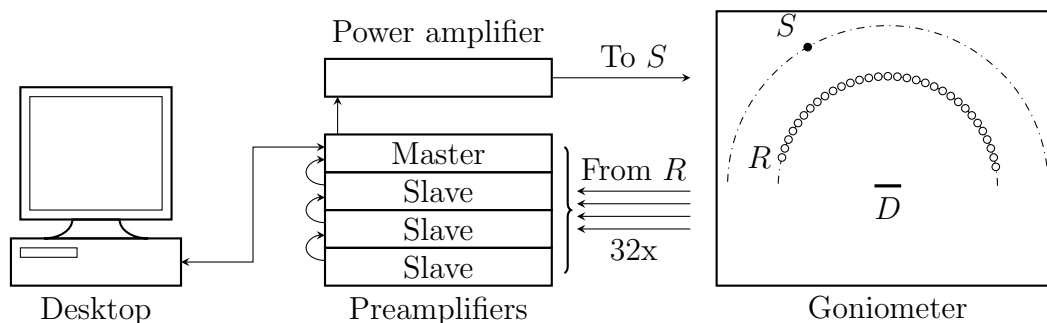 Power amplifier
To S
S
Master
Slave
Slave
Slave
From R
32x
R
D
Desktop
Preamplifiers
Goniometer